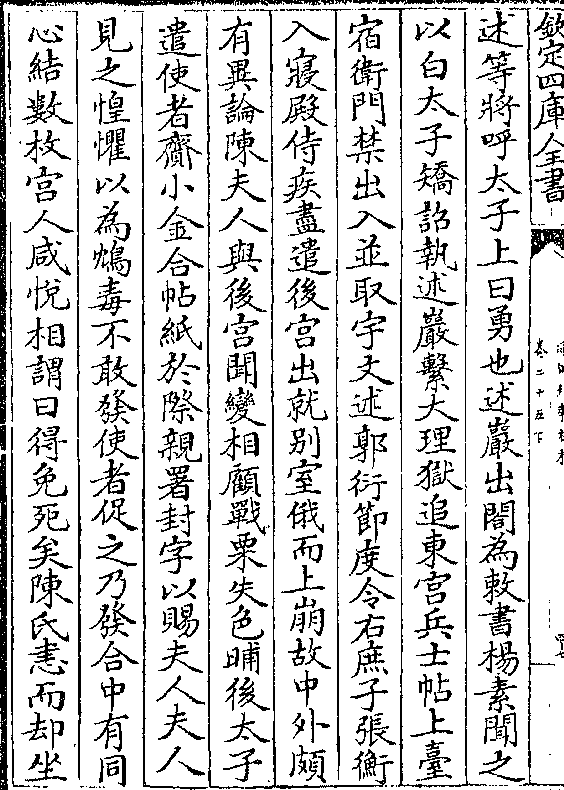 欽定四庫全書
卷二十五下
述等將呼太子上曰勇也述巖出閤為敕書楊素聞之
以白太子矯詔執述巖繫大理獄追東宫兵士帖上臺
宿衛門禁出入並取宇文述郭衍節度令右庶子張衡
入寢殿侍疾盡遣後宫出就别室俄而上崩故中外頗
有異論陳夫人與後宫聞變相顧戰栗失色晡後太子
遣使者齎小金合帖紙於際親署封字以賜夫人夫人
見之惶懼以為鴆毒不敢發使者促之乃發合中有同
心結數枚宫人咸悦相謂曰得免死矣陳氏恚而却坐